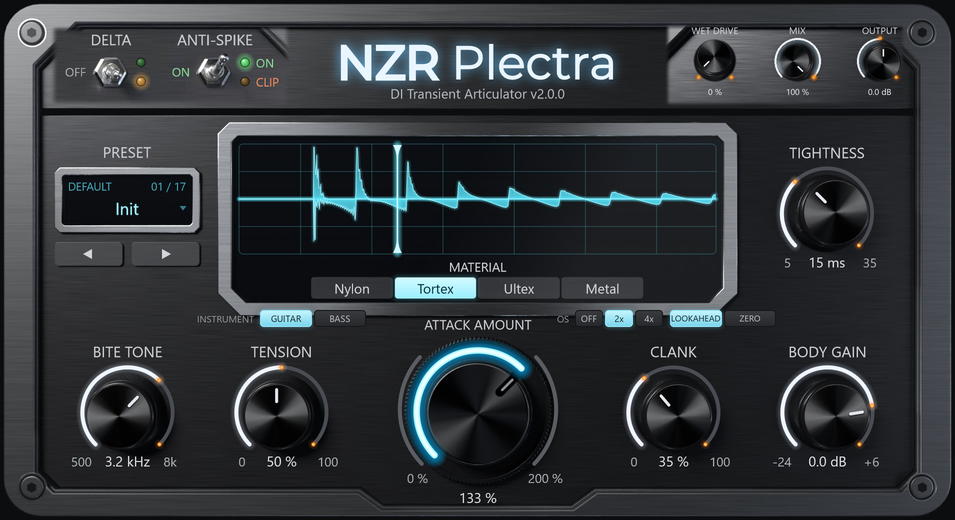 DELTA
ANTI-SPIKE
OFF
ON
ON
CLIP
NZR Plectra
DI Transient Articulator v2.0.0
WET DRIVE
MIX
OUTPUT
0 %
100 %
0.0 dB
PRESET
DEFAULT 01 / 17
Init
MATERIAL
Nylon Tortex Ultex Metal
TIGHTNESS
5 15 ms 35
INSTRUMENT GUITAR BASS
OS OFF 2x 4x LOOKAHEAD ZERO
BITE TONE
500 3.2 kHz 8k
TENSION
0 50 % 100
ATTACK AMOUNT
0 % 200 %
133 %
CLANK
0 35 % 100
BODY GAIN
-24 0.0 dB +6